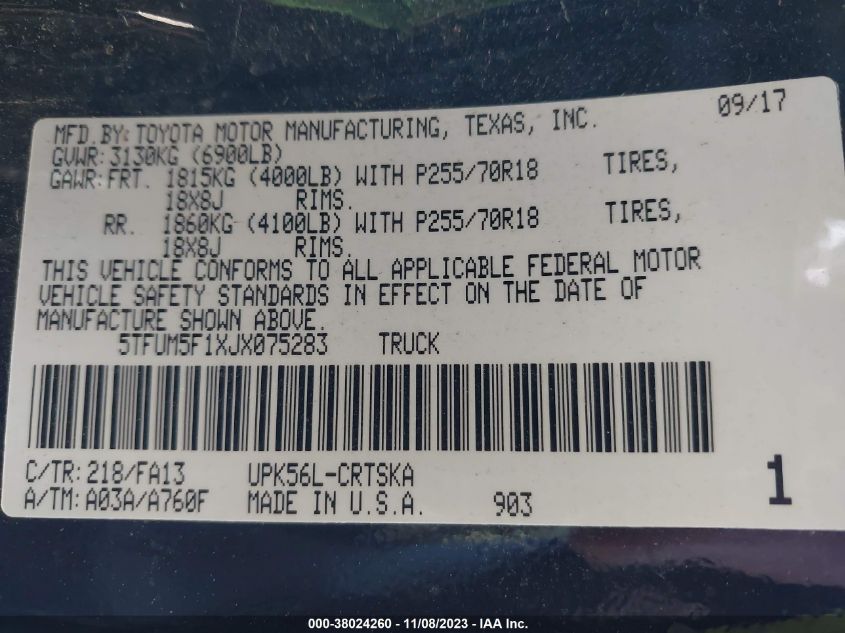 09/17
MFD.BY: TOYOTA MOTOR MANUFACTURING, TEXAS, INC.
GVWR: 3130KG (6900LB)
GAWR: FRT. 1815KG (4000LB) WITH P255/70R18 TIRES,
18X8J RIMS.
RR. 1860KG (4100LB) WITH P255/70R18 TIRES,
18X8J RIMS.
THIS VEHICLE CONFORMS TO ALL APPLICABLE FEDERAL MOTOR
VEHICLE SAFETY STANDARDS IN EFFECT ON THE DATE OF
MANUFACTURE SHOWN ABOVE.
5TFUM5F1XJX075283 TRUCK
C/TR: 218/FA13 UPK56L-CRTSKA
A/TM: A03A/A760F MADE IN U.S.A. 903
1
000-38024260 - 11/08/2023 - IAA Inc.